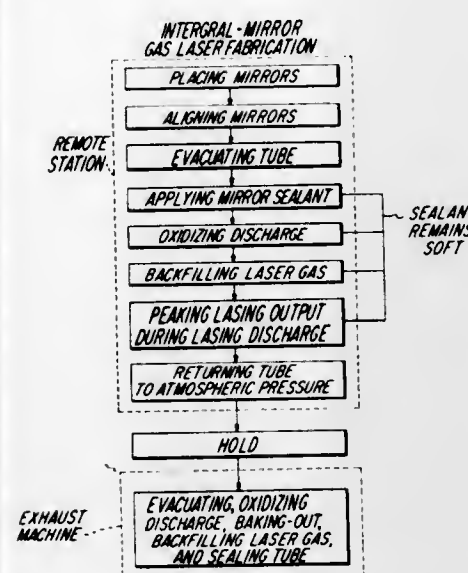 INTERGRAL-MIRROR
GAS LASER FABRICATION
PLACING MIRRORS
ALIGNING MIRRORS
REMOTE
STATION
EVACUATING TUBE
APPLYING MIRROR SEALANT
OXIDIZING DISCHARGE
SEALAN
REMAINS
SOFT
BACKFILLING LASER GAS
PEAKING LASING OUTPUT
DURING LASING DISCHARGE
RETURNING TUBE
TO ATMOSPHERIC PRESSURE
HOLD
EXHAUST
MACHINE
EVACUATING, OXIDIZING
DISCHARGE, BAKING-OUT,
BACKFILLING LASER GAS,
AND SEALING TUBE